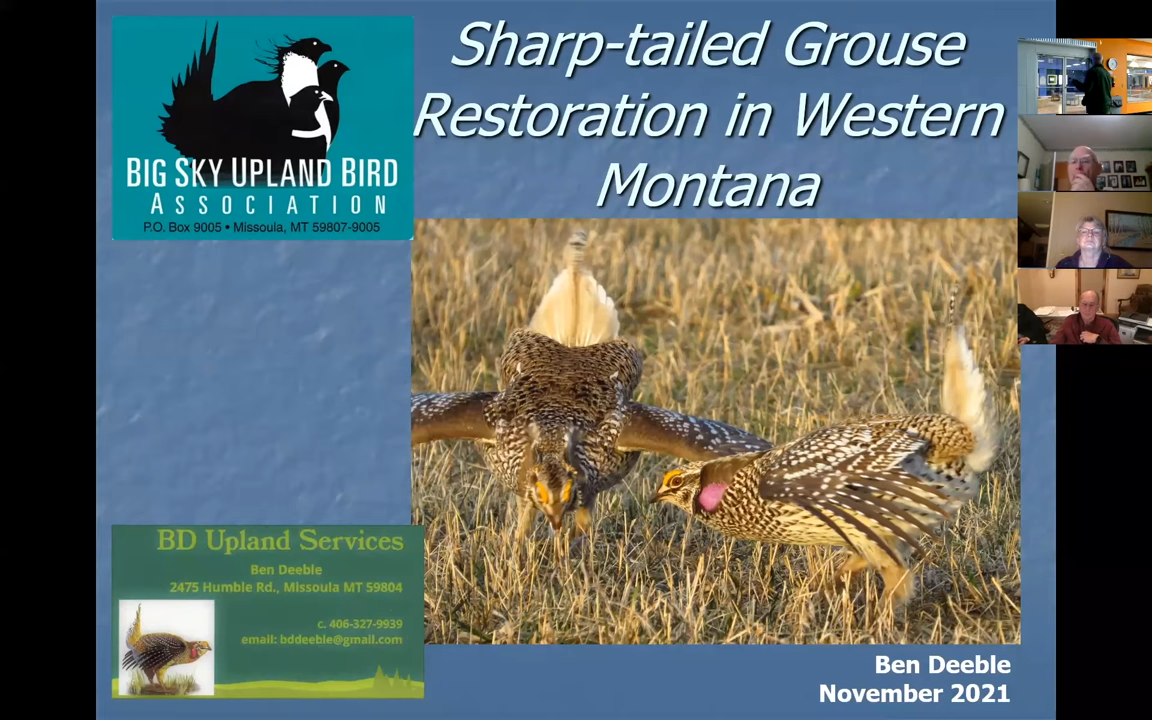 Sharp-tailed Grouse
Restoration in Western
Montana
BIG SKY UPLAND BIRD
ASSOCIATION
P.O. Box 9005 • Missoula, MT 59807-9005
BD Upland Services
Ben Deeble
2475 Humble Rd., Missoula MT 59804
c. 406-327-9939
email: bddeeble@gmail.com
Ben Deeble
November 2021